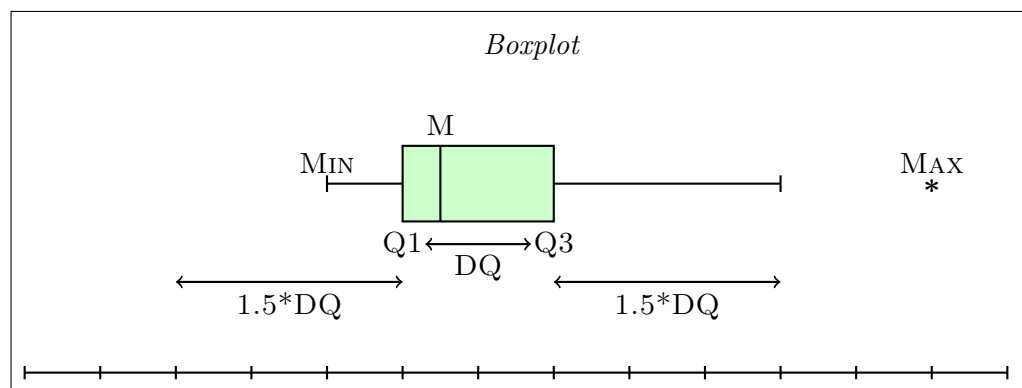 Boxplot
M
MIN
MAX
*
Q1
Q3
DQ
1.5*DQ
1.5*DQ